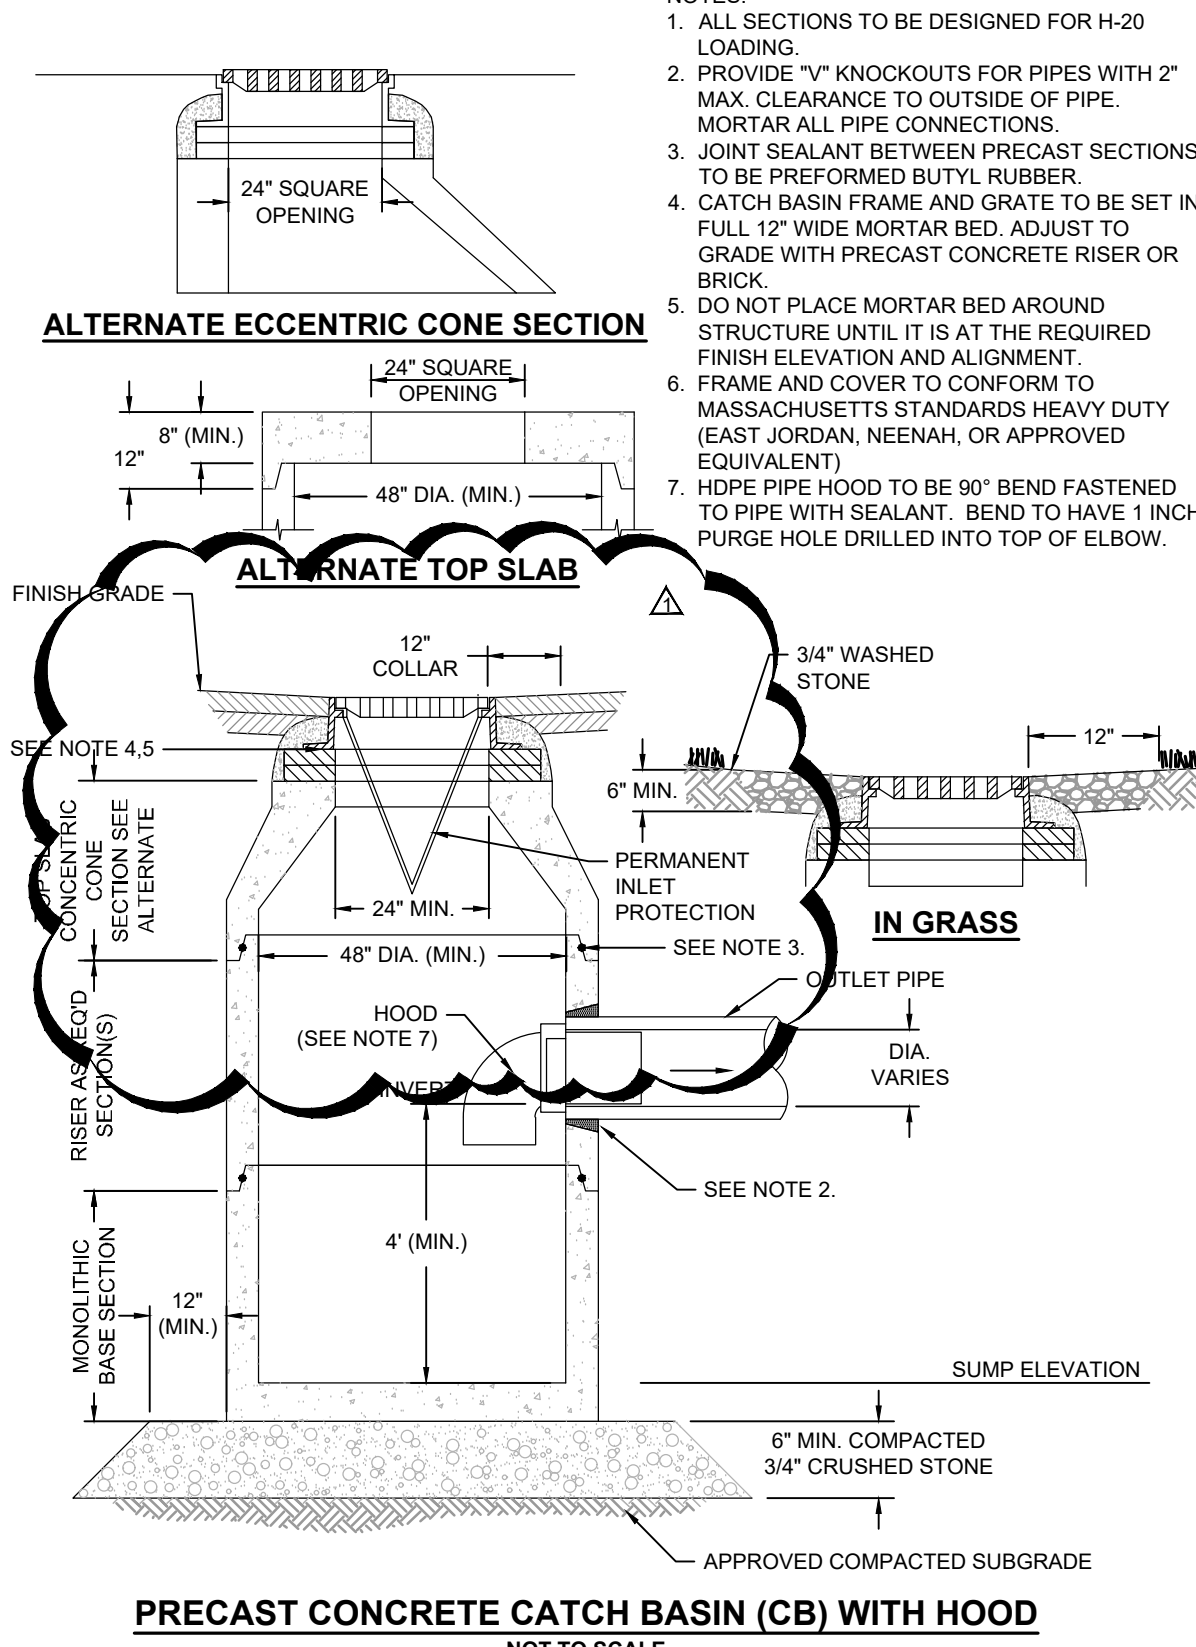 NOTES:
1. ALL SECTIONS TO BE DESIGNED FOR H-20
LOADING.
2. PROVIDE "V" KNOCKOUTS FOR PIPES WITH 2"
MAX. CLEARANCE TO OUTSIDE OF PIPE.
MORTAR ALL PIPE CONNECTIONS.
3. JOINT SEALANT BETWEEN PRECAST SECTIONS
TO BE PREFORMED BUTYL RUBBER.
4. CATCH BASIN FRAME AND GRATE TO BE SET IN
FULL 12" WIDE MORTAR BED. ADJUST TO
GRADE WITH PRECAST CONCRETE RISER OR
BRICK.
5. DO NOT PLACE MORTAR BED AROUND
STRUCTURE UNTIL IT IS AT THE REQUIRED
FINISH ELEVATION AND ALIGNMENT.
6. FRAME AND COVER TO CONFORM TO
MASSACHUSETTS STANDARDS HEAVY DUTY
(EAST JORDAN, NEENAH, OR APPROVED
EQUIVALENT)
7. HDPE PIPE HOOD TO BE 90° BEND FASTENED
TO PIPE WITH SEALANT. BEND TO HAVE 1 INCH
PURGE HOLE DRILLED INTO TOP OF ELBOW.
24" SQUARE
OPENING
ALTERNATE ECCENTRIC CONE SECTION
24" SQUARE
OPENING
8" (MIN.)
12"
48" DIA. (MIN.)
ALTERNATE TOP SLAB
FINISH GRADE
1
12"
COLLAR
3/4" WASHED
STONE
SEE NOTE 4,5
12"
6" MIN.
CONCENTRIC
CONE
SECTION SEE
ALTERNATE
PERMANENT
INLET
PROTECTION
24" MIN.
IN GRASS
SEE NOTE 3.
48" DIA. (MIN.)
OUTLET PIPE
HOOD
(SEE NOTE 7)
RISER AS REQ'D
SECTION(S)
DIA.
VARIES
INVERT
SEE NOTE 2.
4' (MIN.)
MONOLITHIC
BASE SECTION
12"
(MIN.)
SUMP ELEVATION
6" MIN. COMPACTED
3/4" CRUSHED STONE
APPROVED COMPACTED SUBGRADE
PRECAST CONCRETE CATCH BASIN (CB) WITH HOOD
NOT TO SCALE